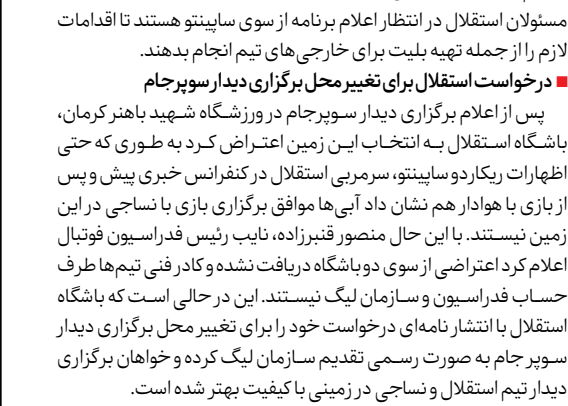 مسئولان استقلال در انتظار اعلام برنامه از سوی ساپینتو هستند تا اقدامات
لازم را از جمله تهیه بلیت برای خارجی‌های تیم انجام بدهند.
■ درخواست استقلال برای تغییر محل برگزاری دیدار سوپرجام
پس از اعلام برگزاری دیدار سوپرجام در ورزشگاه شهید باهنر کرمان،
باشگاه استقلال به انتخاب این زمین اعتراض کرد به طوری که حتی
اظهارات ریکاردو ساپینتو، سرمربی استقلال در کنفرانس خبری پیش و پس
از بازی با هوادار هم نشان داد آبی‌ها موافق برگزاری بازی با نساجی در این
زمین نیستند. با این حال منصور قنبرزاده، نایب رئیس فدراسیون فوتبال
اعلام کرد اعتراضی از سوی دو باشگاه دریافت نشده و کادر فنی تیم‌ها طرف
حساب فدراسیون و سازمان لیگ نیستند. این در حالی است که باشگاه
استقلال با انتشار نامه‌ای درخواست خود را برای تغییر محل برگزاری دیدار
سوپر جام به صورت رسمی تقدیم سازمان لیگ کرده و خواهان برگزاری
دیدار تیم استقلال و نساجی در زمینی با کیفیت بهتر شده است.